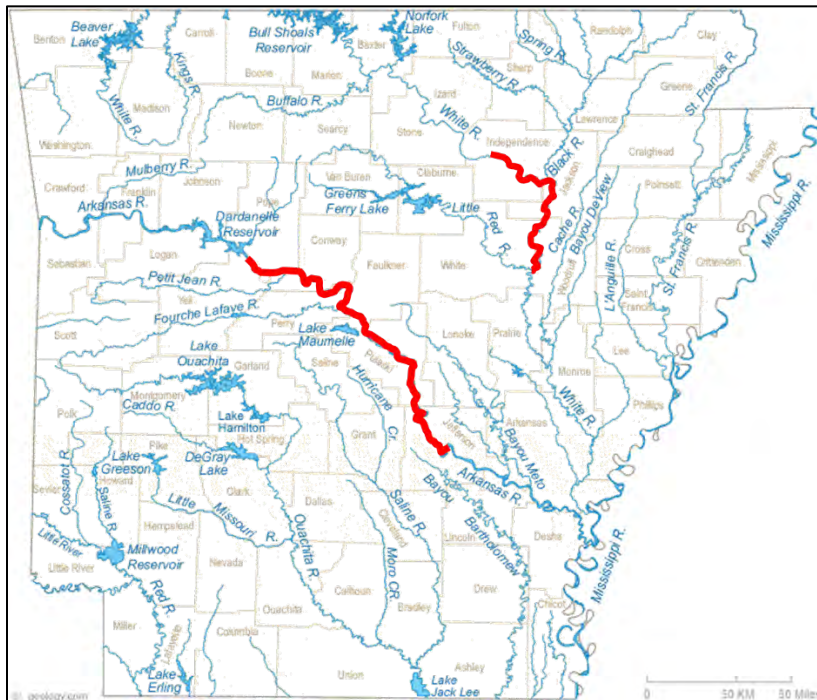 Beaver
Lake
Benton
Carroll
Kings R.
Bull Shoals
Reservoir
Norfork
Lake
Baxter
Fulton
Spring R.
Randolph
Clay
Boone
Marion
Sharp
Strawberry R.
Izard
Greene
St. Francis R.
Madison
White R.
Buffalo R.
White R.
Lawrence
Washington
Newton
Searcy
Stone
Independence
Black R.
Jackson
Craighead
Mississippi
Mulberry R.
Johnson
Van Buren
Cleburne
Poinsett
Crawford
Franklin
Pope
Greens
Ferry Lake
Little
Red R.
Cache R.
Bayou DeView
Mississippi R.
Arkansas R.
Dardanelle
Reservoir
Conway
Logan
Sebastian
Faulkner
White
Woodruff
L'Anguille R.
Cross
St. Francis R.
Crittenden
Petit Jean R.
Yell
Saint
Francis
Fourche Lafave R.
Scott
Perry
Lake
Maumelle
Lonoke
Prairie
Lee
Lake
Ouachita
Garland
Saline
Pulaski
Monroe
White R.
Phillips
Montgomery
Polk
Caddo R.
Lake
Hamilton
Hot Spring
Hurricane
Cr.
Grant
Jefferson
Arkansas
Bayou Meto
Pike
Lake
Greeson
DeGray
Lake
Cossatot R.
Sevier
Howard
Saline R.
Clark
Arkansas R.
Bayou
Bartholomew
Dallas
Saline R.
Cleveland
Little
Missouri
R.
Hempstead
Lincoln
Desha
Little River
Millwood
Reservoir
Little River
Nevada
Ouachita R.
Moro CR.
Drew
Mississippi R.
Red R.
Ouachita
Calhoun
Bradley
Chicot
Miller
Lafayette
Columbia
Lake
Erling
Union
Ashley
Lake
Jack Lee
0
50 KM
50 Miles
geology.com